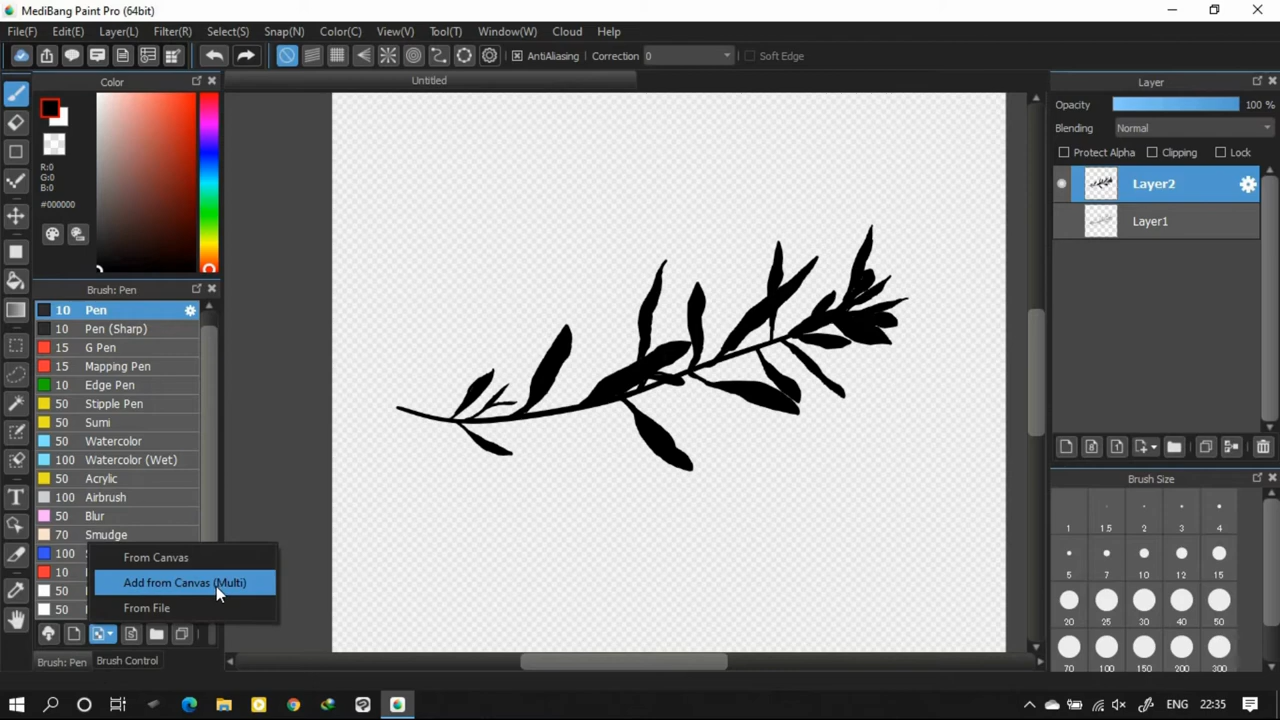 MediBang Paint Pro (64bit)
File(F) Edit(E) Layer(L) Filter(R) Select(S) Snap(N) Color(C) View(V) Tool(T) Window(W) Cloud Help
AntiAliasing Correction 0 Soft Edge
Color
Untitled
Layer
R:0
G:0
B:0
#000000
Opacity 100 %
Blending Normal
Protect Alpha Clipping Lock
Layer2
Layer1
Brush: Pen
10 Pen
10 Pen (Sharp)
15 G Pen
15 Mapping Pen
10 Edge Pen
50 Stipple Pen
50 Sumi
50 Watercolor
100 Watercolor (Wet)
50 Acrylic
100 Airbrush
50 Blur
70 Smudge
100
10
50
50
From Canvas
Add from Canvas (Multi)
From File
Brush: Pen Brush Control
Brush Size
1 1.5 2 3 4
5 7 10 12 15
20 25 30 40 50
70 100 150 200 300
ENG 22:35